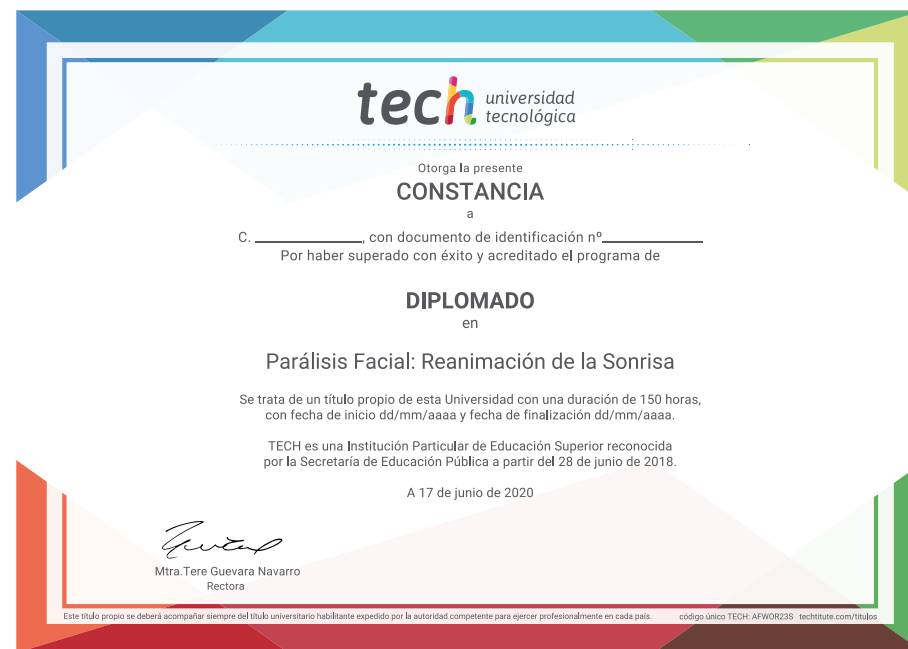 tech universidad
tecnológica
Otorga la presente
CONSTANCIA
a
C. ____________, con documento de identificación nº____________
Por haber superado con éxito y acreditado el programa de
DIPLOMADO
en
Parálisis Facial: Reanimación de la Sonrisa
Se trata de un título propio de esta Universidad con una duración de 150 horas,
con fecha de inicio dd/mm/aaaa y fecha de finalización dd/mm/aaaa.
TECH es una Institución Particular de Educación Superior reconocida
por la Secretaría de Educación Pública a partir del 28 de junio de 2018.
A 17 de junio de 2020
Mtra.Tere Guevara Navarro
Rectora
Este título propio se deberá acompañar siempre del título universitario habilitante expedido por la autoridad competente para ejercer profesionalmente en cada país. código único TECH: AFWOR23S techtitute.com/titulos